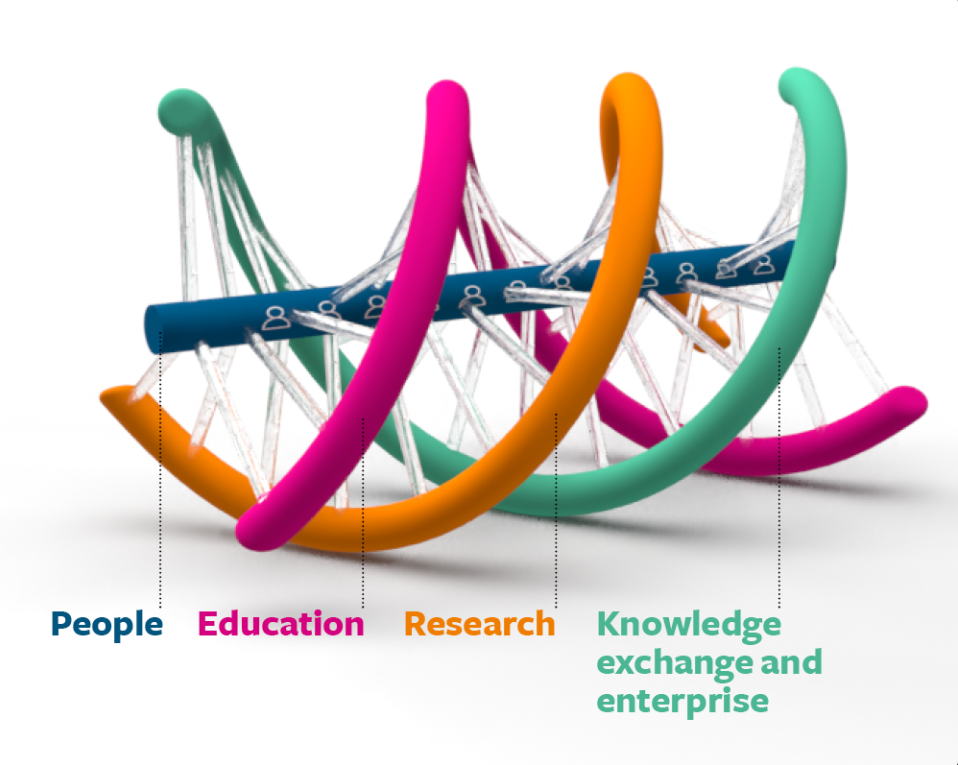 People
Education
Research
Knowledge
exchange and
enterprise